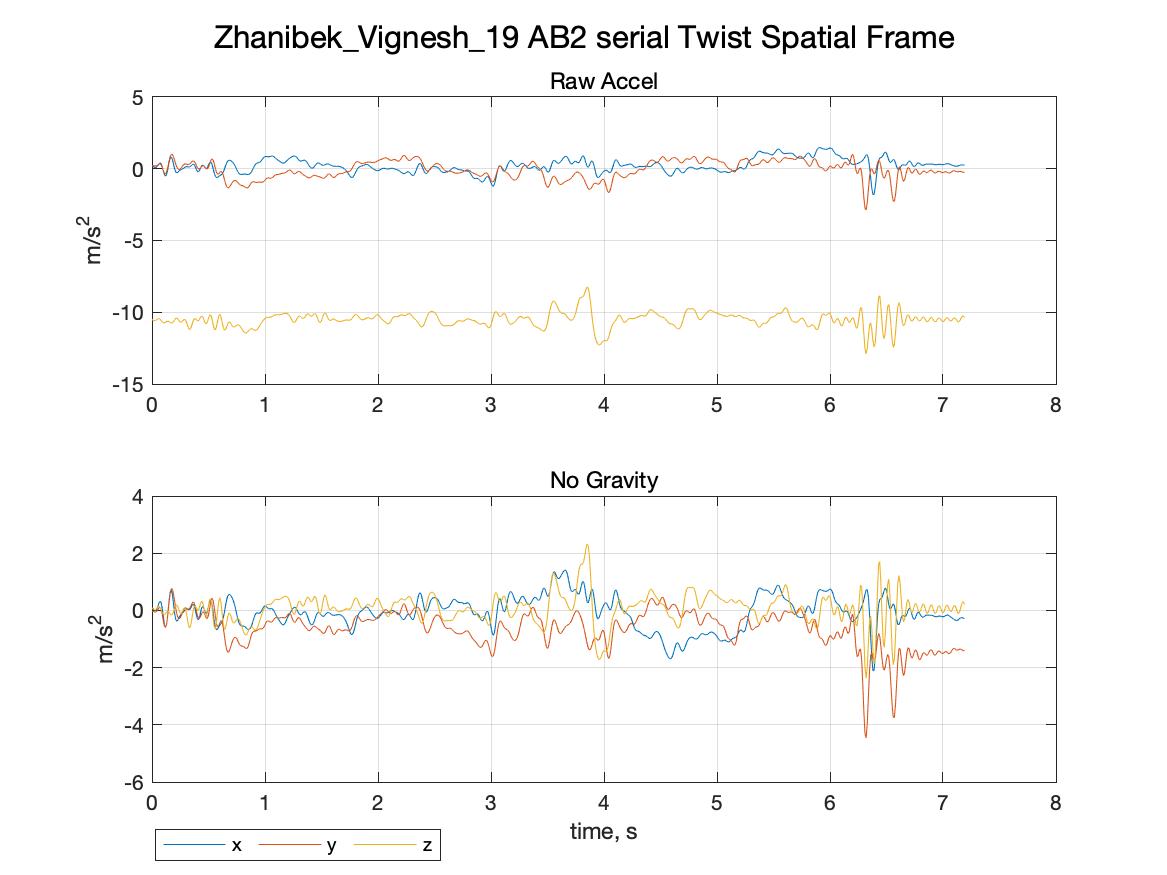 Zhanibek_Vignesh_19 AB2 serial Twist Spatial Frame
Raw Accel
5
0
-5
-10
-15
m/s2
0 1 2 3 4 5 6 7 8
No Gravity
4
2
0
-2
-4
-6
m/s2
0 1 2 3 4 5 6 7 8
time, s
x y z